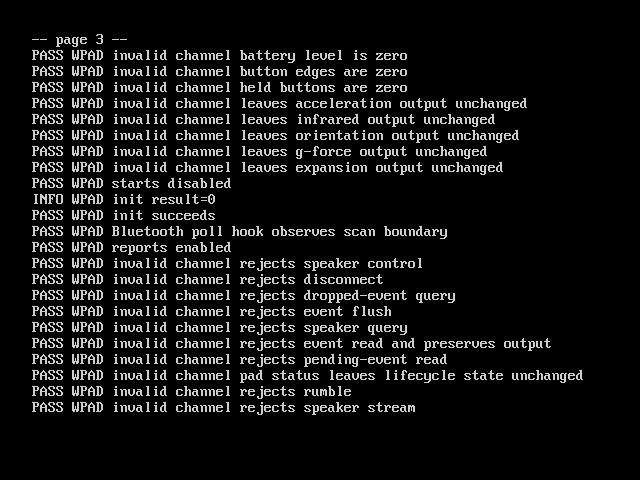 -- page 3 --
PASS WPAD invalid channel battery level is zero
PASS WPAD invalid channel button edges are zero
PASS WPAD invalid channel held buttons are zero
PASS WPAD invalid channel leaves acceleration output unchanged
PASS WPAD invalid channel leaves infrared output unchanged
PASS WPAD invalid channel leaves orientation output unchanged
PASS WPAD invalid channel leaves g-force output unchanged
PASS WPAD invalid channel leaves expansion output unchanged
PASS WPAD starts disabled
INFO WPAD init result=0
PASS WPAD init succeeds
PASS WPAD Bluetooth poll hook observes scan boundary
PASS WPAD reports enabled
PASS WPAD invalid channel rejects speaker control
PASS WPAD invalid channel rejects disconnect
PASS WPAD invalid channel rejects dropped-event query
PASS WPAD invalid channel rejects event flush
PASS WPAD invalid channel rejects speaker query
PASS WPAD invalid channel rejects event read and preserves output
PASS WPAD invalid channel rejects pending-event read
PASS WPAD invalid channel pad status leaves lifecycle state unchanged
PASS WPAD invalid channel rejects rumble
PASS WPAD invalid channel rejects speaker stream